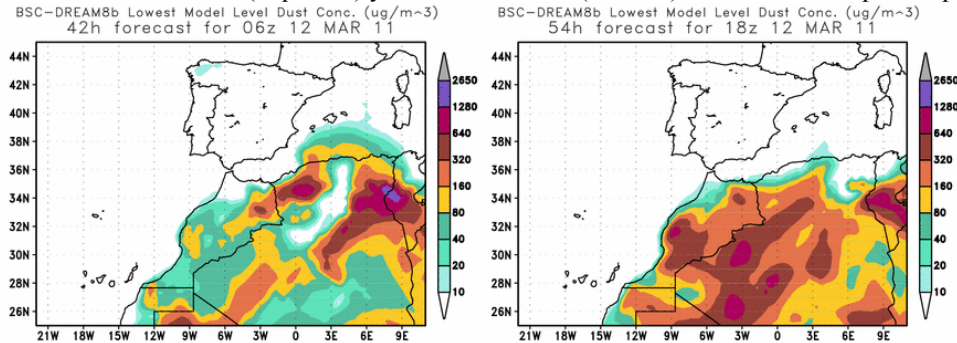 BSC-DREAM8b Lowest Model Level Dust Conc. (ug/m^3)
42h forecast for 06z 12 MAR 11
44N
42N
40N
38N
36N
34N
32N
30N
28N
26N
21W 18W 15W 12W 9W 6W 3W 0 3E 6E 9E
2650
1280
640
320
160
80
40
20
10
BSC-DREAM8b Lowest Model Level Dust Conc. (ug/m^3)
54h forecast for 18z 12 MAR 11
44N
42N
40N
38N
36N
34N
32N
30N
28N
26N
21W 18W 15W 12W 9W 6W 3W 0 3E 6E 9E
2650
1280
640
320
160
80
40
20
10